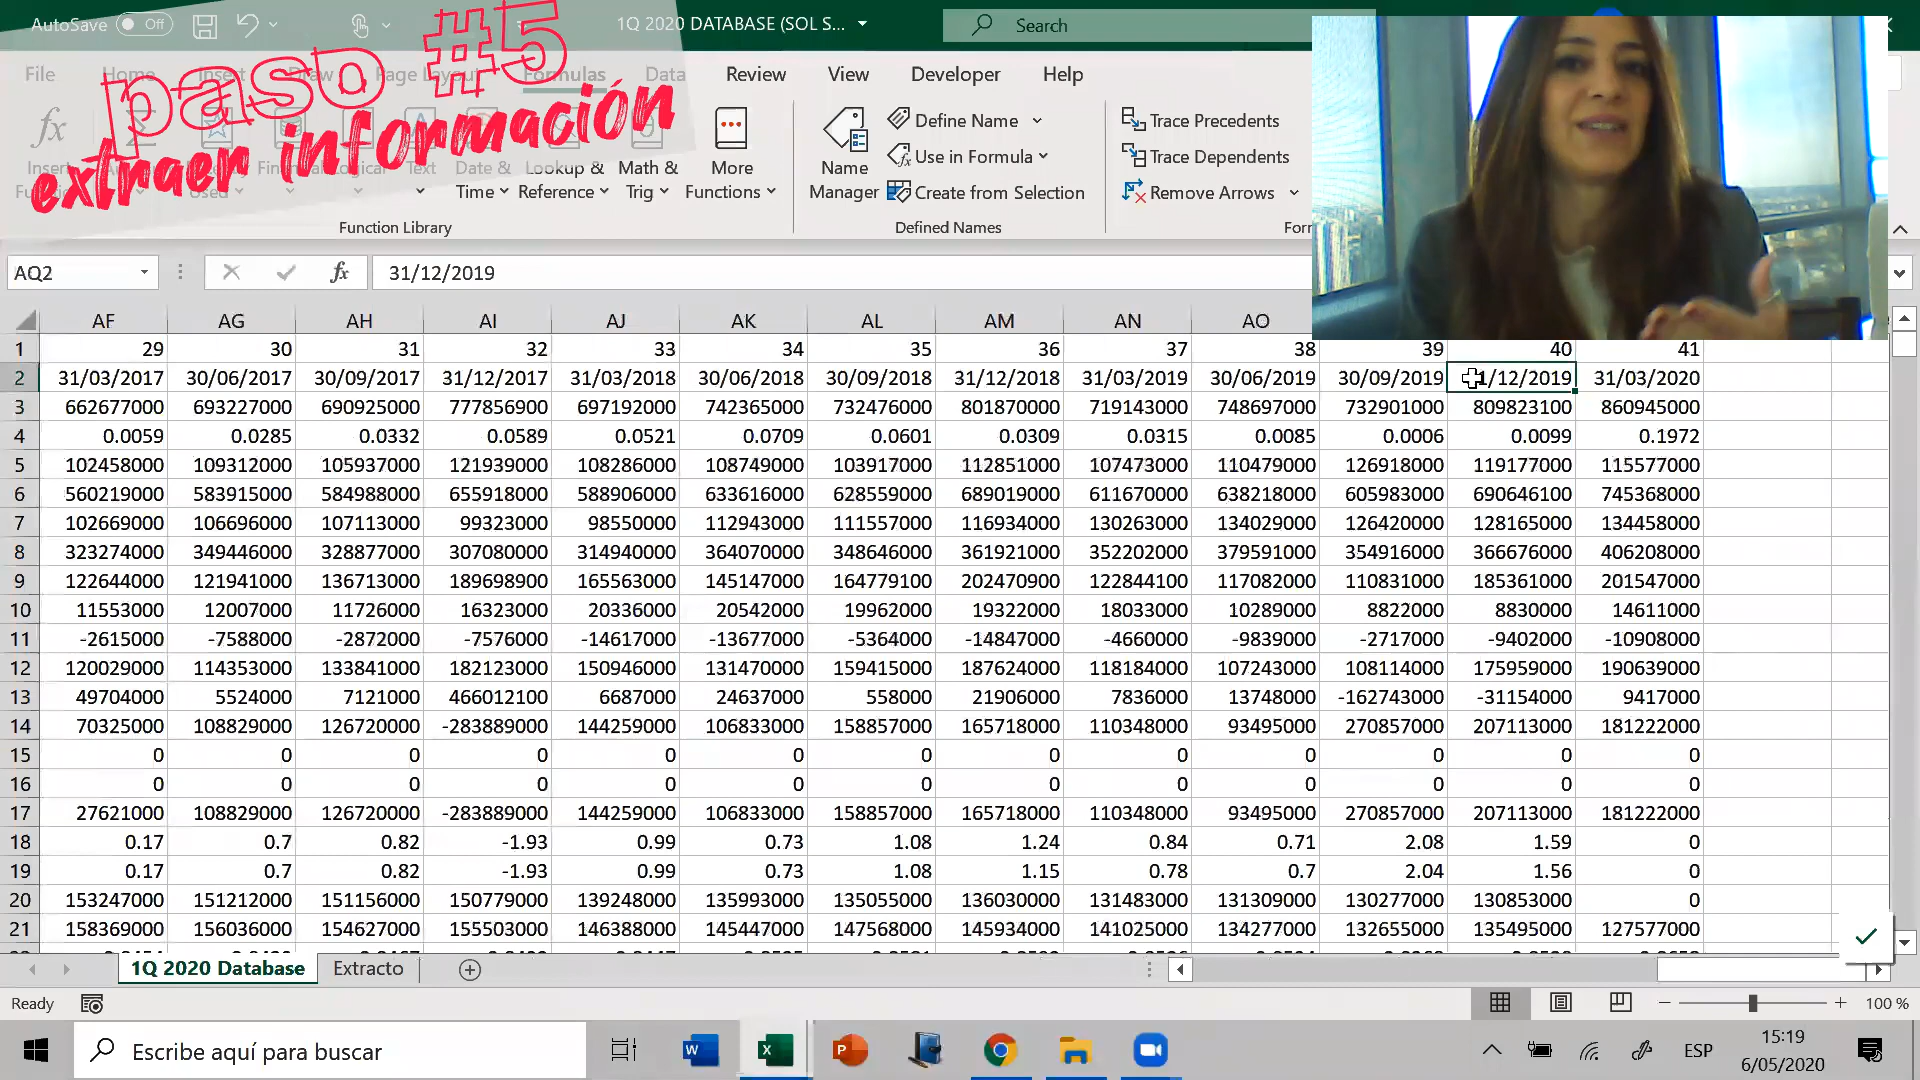 AutoSave Off 1Q 2020 DATABASE (SOL S... Search
paso #5
extraer información
File Home Insert Draw Page Layout Formulas Data Review View Developer Help
Text Date & Time Lookup & Reference Math & Trig More Functions
Function Library
Name Manager
Define Name
Use in Formula
Create from Selection
Defined Names
Trace Precedents
Trace Dependents
Remove Arrows
AQ2 fx 31/12/2019
AF AG AH AI AJ AK AL AM AN AO
1 29 30 31 32 33 34 35 36 37 38 39 40 41
2 31/03/2017 30/06/2017 30/09/2017 31/12/2017 31/03/2018 30/06/2018 30/09/2018 31/12/2018 31/03/2019 30/06/2019 30/09/2019 1/12/2019 31/03/2020
3 662677000 693227000 690925000 777856900 697192000 742365000 732476000 801870000 719143000 748697000 732901000 809823100 860945000
4 0.0059 0.0285 0.0332 0.0589 0.0521 0.0709 0.0601 0.0309 0.0315 0.0085 0.0006 0.0099 0.1972
5 102458000 109312000 105937000 121939000 108286000 108749000 103917000 112851000 107473000 110479000 126918000 119177000 115577000
6 560219000 583915000 584988000 655918000 588906000 633616000 628559000 689019000 611670000 638218000 605983000 690646100 745368000
7 102669000 106696000 107113000 99323000 98550000 112943000 111557000 116934000 130263000 134029000 126420000 128165000 134458000
8 323274000 349446000 328877000 307080000 314940000 364070000 348646000 361921000 352202000 379591000 354916000 366676000 406208000
9 122644000 121941000 136713000 189698900 165563000 145147000 164779100 202470900 122844100 117082000 110831000 185361000 201547000
10 11553000 12007000 11726000 16323000 20336000 20542000 19962000 19322000 18033000 10289000 8822000 8830000 14611000
11 -2615000 -7588000 -2872000 -7576000 -14617000 -13677000 -5364000 -14847000 -4660000 -9839000 -2717000 -9402000 -10908000
12 120029000 114353000 133841000 182123000 150946000 131470000 159415000 187624000 118184000 107243000 108114000 175959000 190639000
13 49704000 5524000 7121000 466012100 6687000 24637000 558000 21906000 7836000 13748000 -162743000 -31154000 9417000
14 70325000 108829000 126720000 -283889000 144259000 106833000 158857000 165718000 110348000 93495000 270857000 207113000 181222000
15 0 0 0 0 0 0 0 0 0 0 0 0 0
16 0 0 0 0 0 0 0 0 0 0 0 0 0
17 27621000 108829000 126720000 -283889000 144259000 106833000 158857000 165718000 110348000 93495000 270857000 207113000 181222000
18 0.17 0.7 0.82 -1.93 0.99 0.73 1.08 1.24 0.84 0.71 2.08 1.59 0
19 0.17 0.7 0.82 -1.93 0.99 0.73 1.08 1.15 0.78 0.7 2.04 1.56 0
20 153247000 151212000 151156000 150779000 139248000 135993000 135055000 136030000 131483000 131309000 130277000 130853000 0
21 158369000 156036000 154627000 155503000 146388000 145447000 147568000 145934000 141025000 134277000 132655000 135495000 127577000
1Q 2020 Database Extracto
Ready 100 %
Escribe aquí para buscar ESP 15:19
6/05/2020